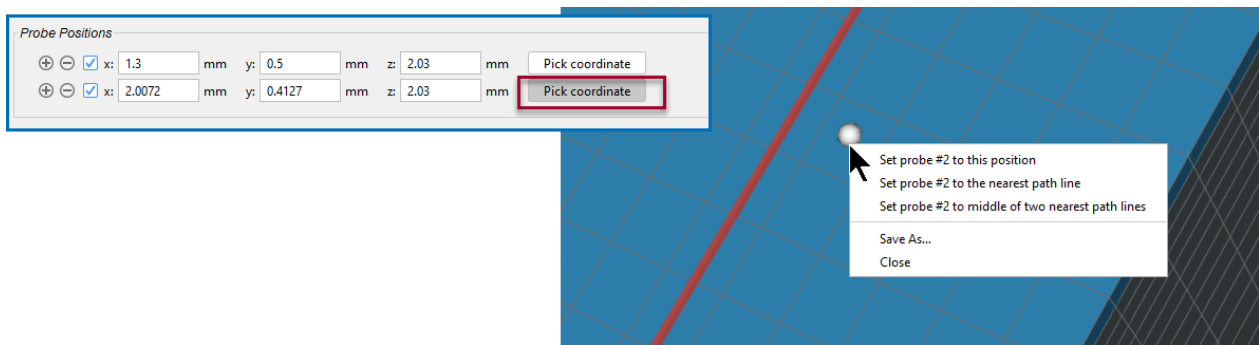 Probe Positions
x: 1.3 mm y: 0.5 mm z: 2.03 mm Pick coordinate
x: 2.0072 mm y: 0.4127 mm z: 2.03 mm Pick coordinate
Set probe #2 to this position
Set probe #2 to the nearest path line
Set probe #2 to middle of two nearest path lines
Save As...
Close